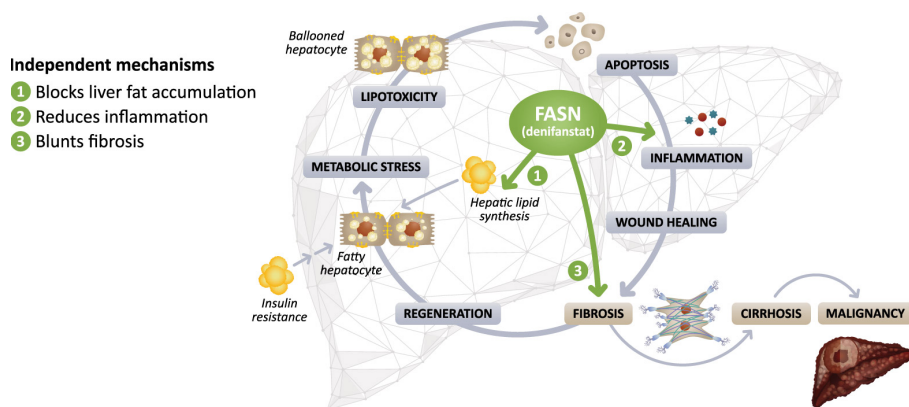 Independent mechanisms
1 Blocks liver fat accumulation
2 Reduces inflammation
3 Blunts fibrosis
Ballooned
hepatocyte
LIPOTOXICITY
METABOLIC STRESS
Fatty
hepatocyte
Insulin
resistance
REGENERATION
Hepatic lipid
synthesis
FASN
(denifanstat)
1
2
3
APOPTOSIS
INFLAMMATION
WOUND HEALING
FIBROSIS
CIRRHOSIS
MALIGNANCY